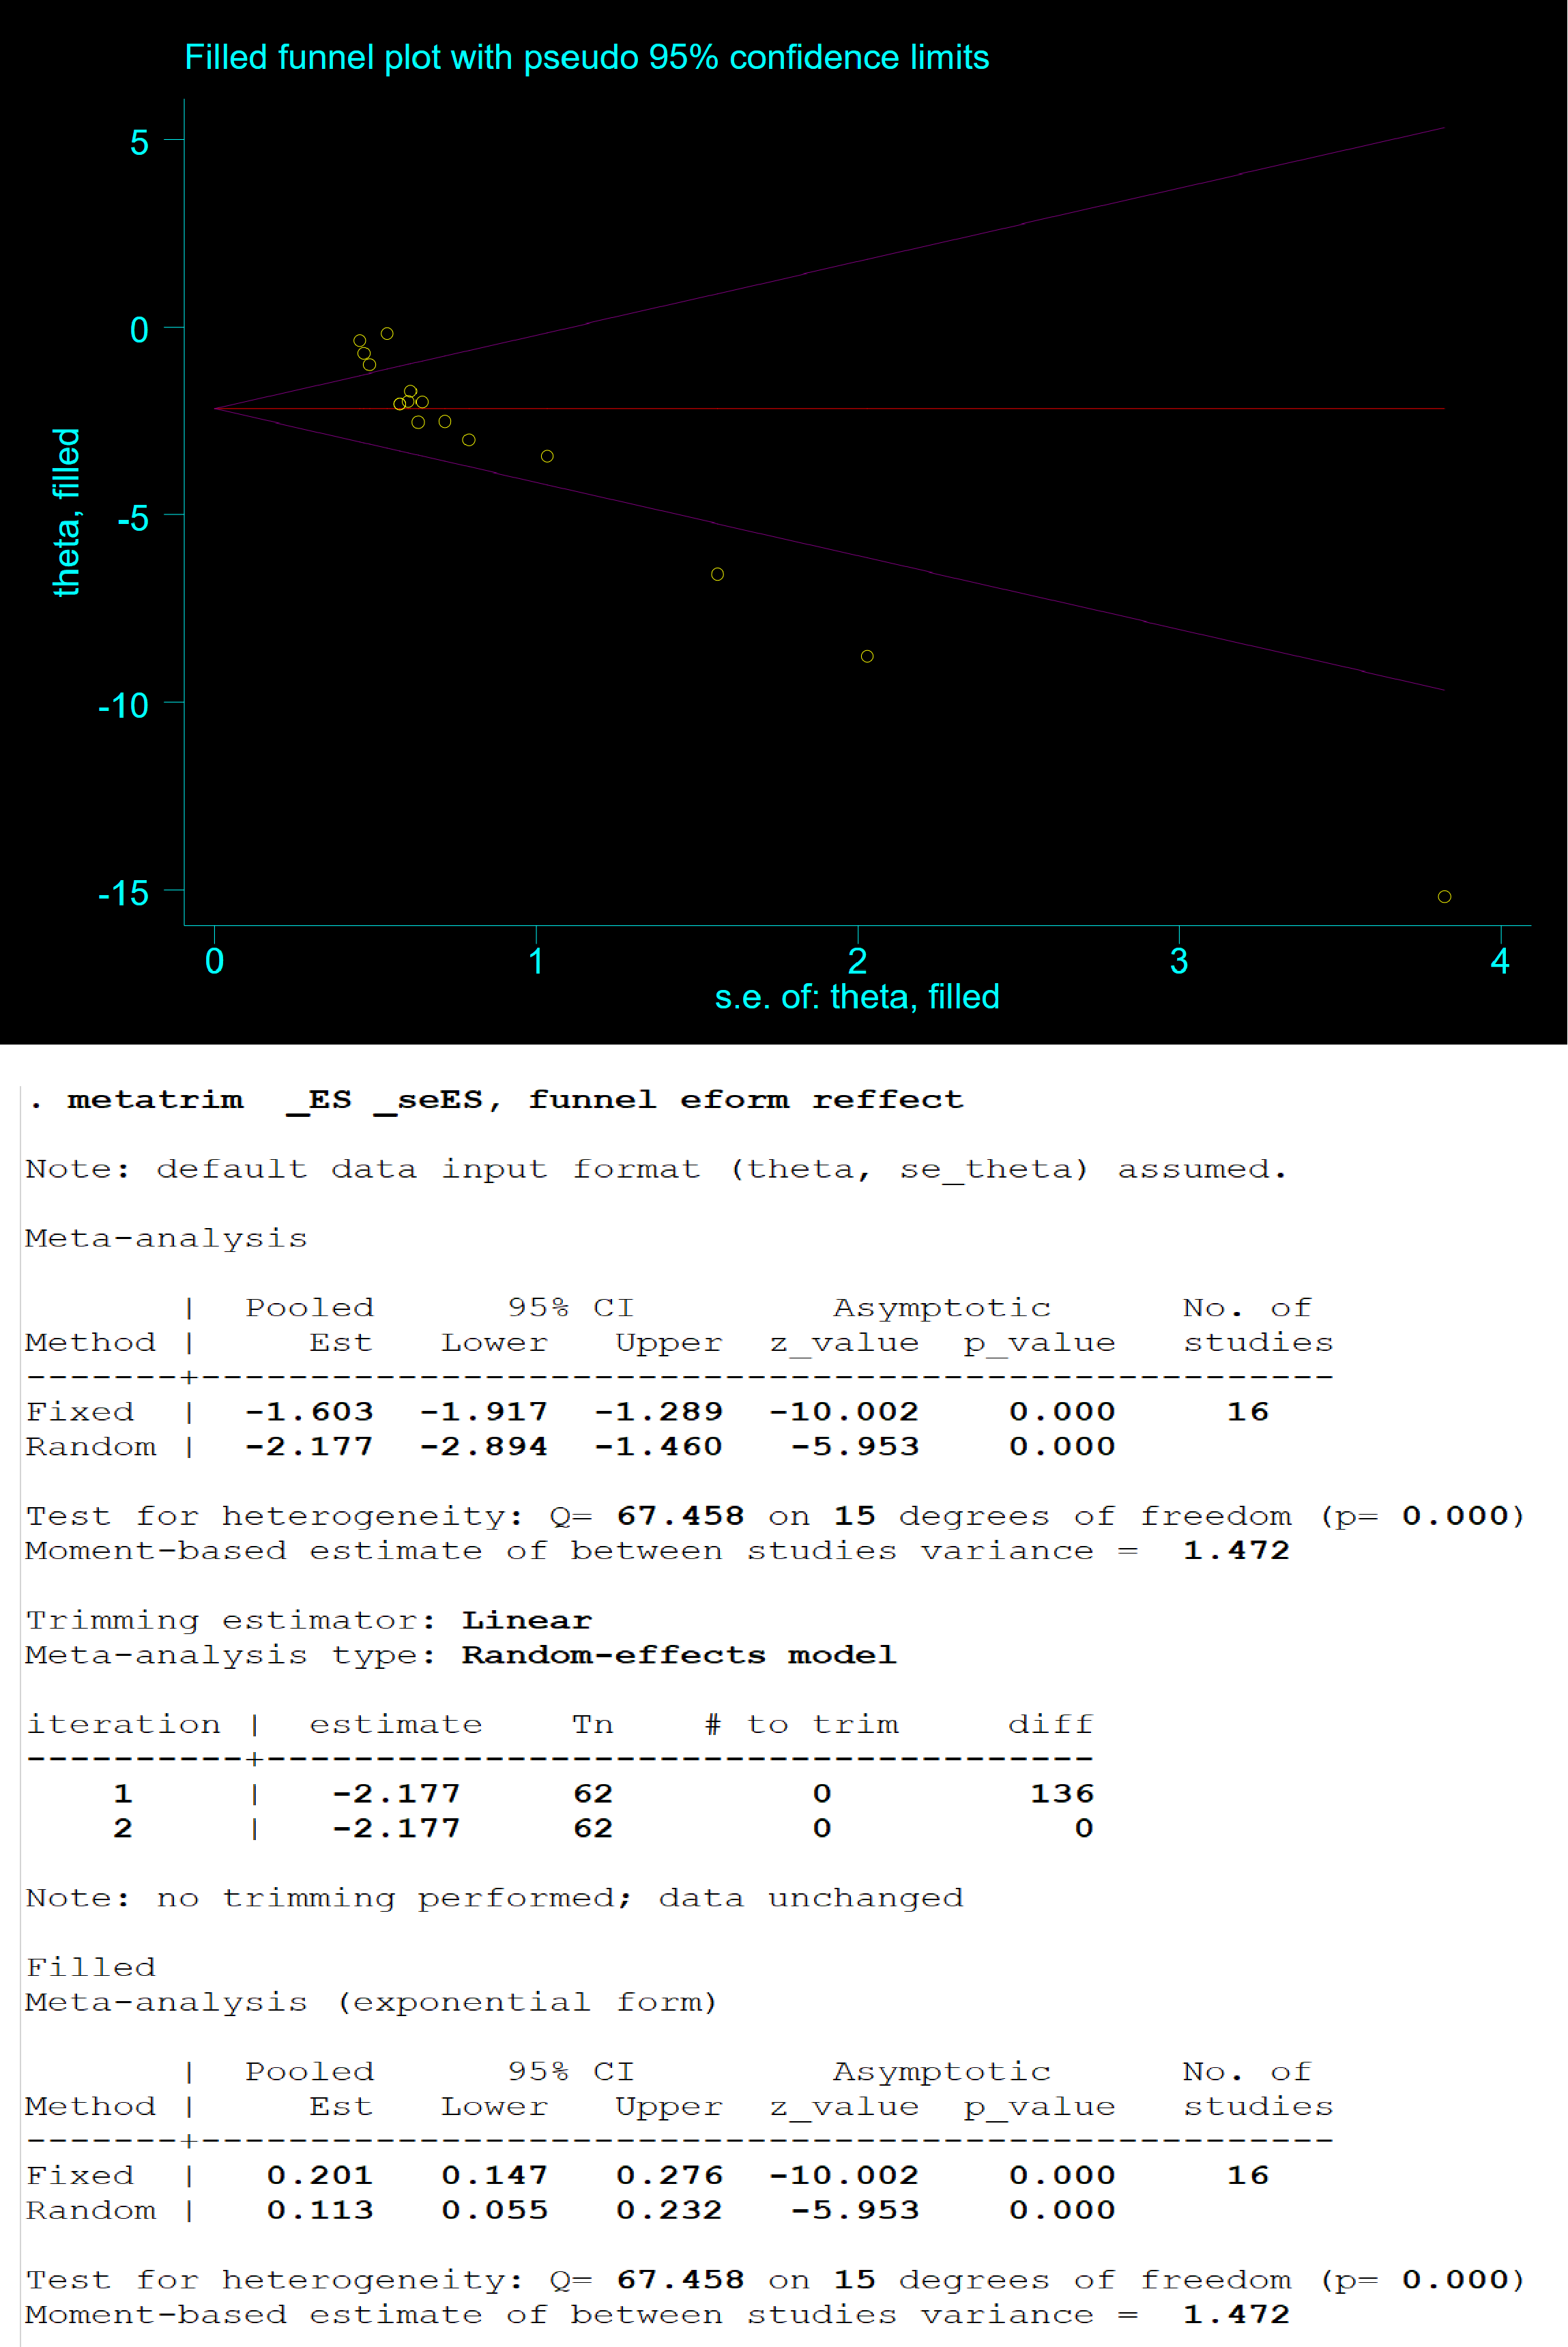 Filled funnel plot with pseudo 95% confidence limits
5
0
-5
-10
-15
theta, filled
0 1 2 3 4
s.e. of: theta, filled
. metatrim  _ES _seES, funnel eform reffect
Note: default data input format (theta, se_theta) assumed.
Meta-analysis
       |  Pooled      95% CI         Asymptotic      No. of
Method |     Est   Lower   Upper  z_value  p_value   studies
-------+----------------------------------------------------
Fixed  |  -1.603  -1.917  -1.289  -10.002    0.000     16
Random |  -2.177  -2.894  -1.460   -5.953    0.000
Test for heterogeneity: Q= 67.458 on 15 degrees of freedom (p= 0.000)
Moment-based estimate of between studies variance =  1.472
Trimming estimator: Linear
Meta-analysis type: Random-effects model
iteration |  estimate    Tn    # to trim     diff
----------+--------------------------------------
    1     |   -2.177     62         0         136
    2     |   -2.177     62         0           0
Note: no trimming performed; data unchanged
Filled
Meta-analysis (exponential form)
       |  Pooled      95% CI         Asymptotic      No. of
Method |     Est   Lower   Upper  z_value  p_value   studies
-------+----------------------------------------------------
Fixed  |   0.201   0.147   0.276  -10.002    0.000     16
Random |   0.113   0.055   0.232   -5.953    0.000
Test for heterogeneity: Q= 67.458 on 15 degrees of freedom (p= 0.000)
Moment-based estimate of between studies variance =  1.472